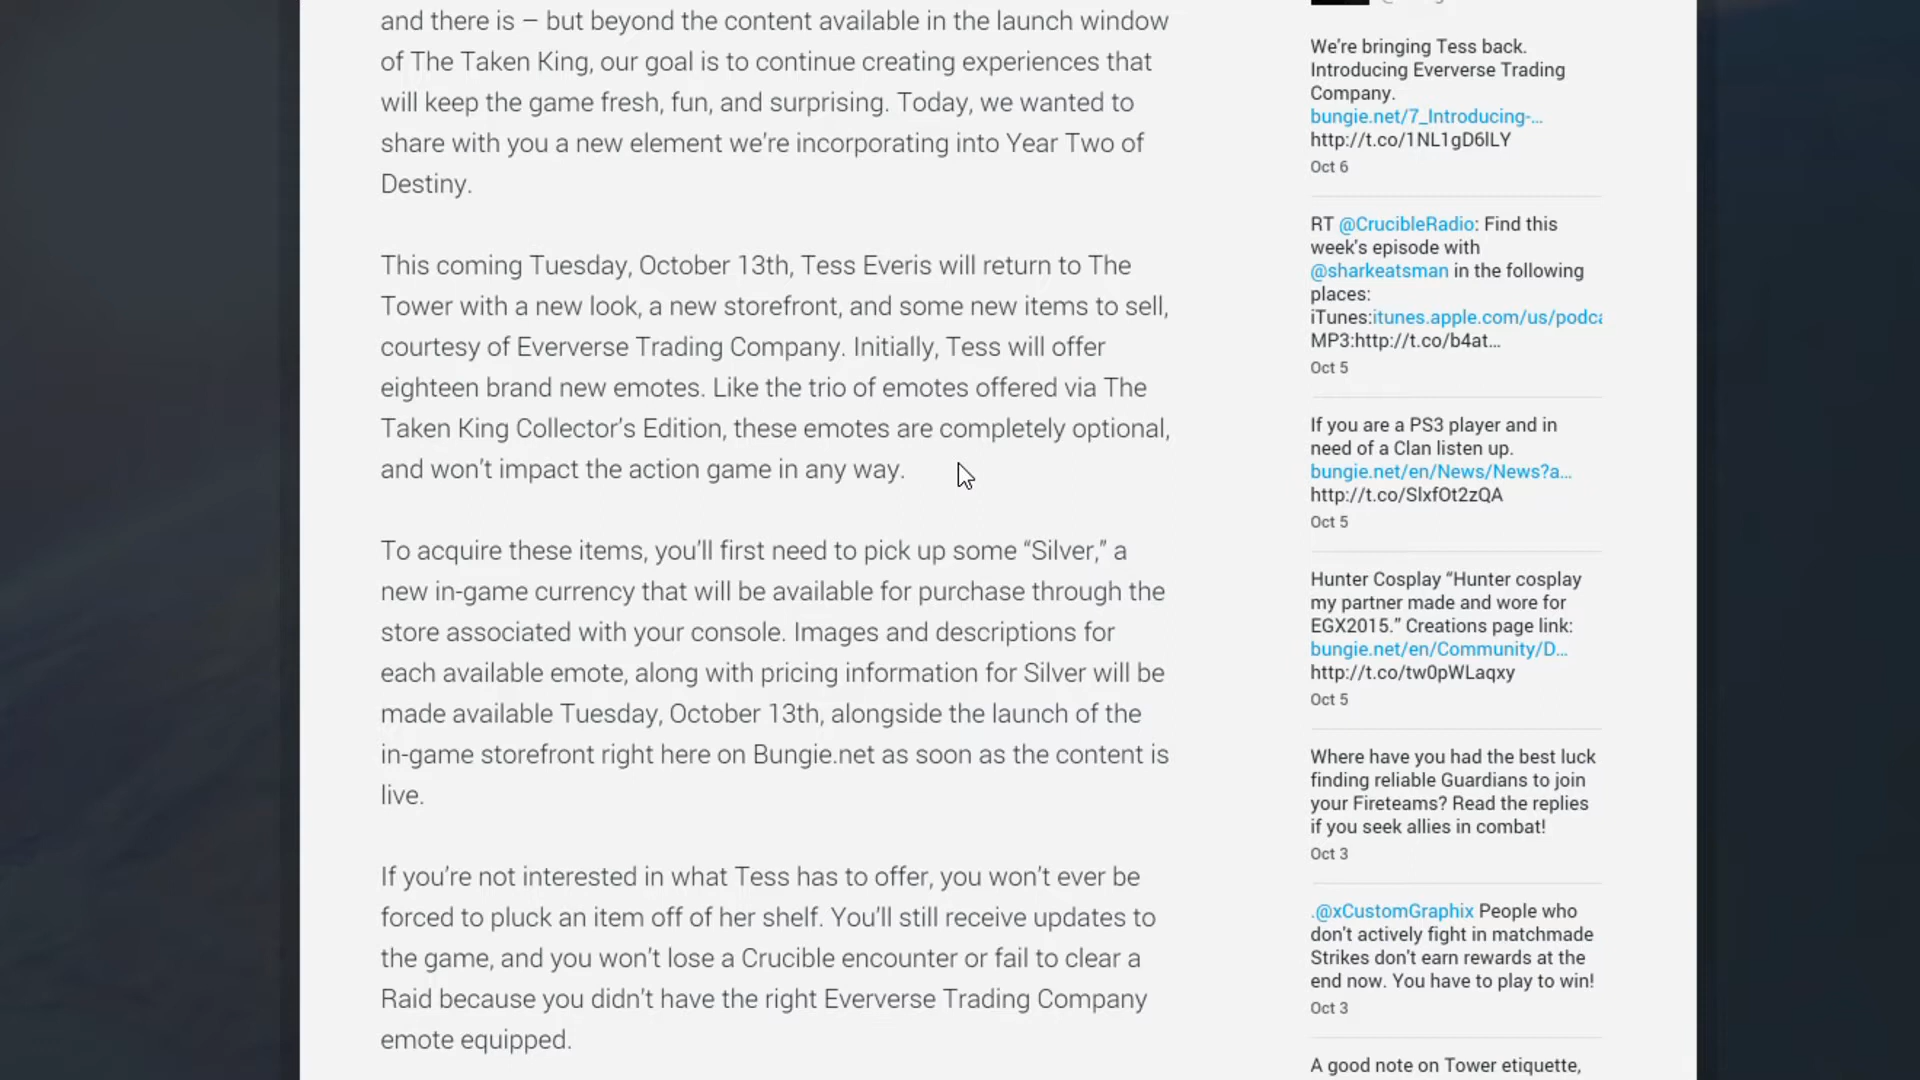 and there is – but beyond the content available in the launch window
of The Taken King, our goal is to continue creating experiences that
will keep the game fresh, fun, and surprising. Today, we wanted to
share with you a new element we’re incorporating into Year Two of
Destiny.
This coming Tuesday, October 13th, Tess Everis will return to The
Tower with a new look, a new storefront, and some new items to sell,
courtesy of Eververse Trading Company. Initially, Tess will offer
eighteen brand new emotes. Like the trio of emotes offered via The
Taken King Collector’s Edition, these emotes are completely optional,
and won’t impact the action game in any way.
To acquire these items, you’ll first need to pick up some “Silver,” a
new in-game currency that will be available for purchase through the
store associated with your console. Images and descriptions for
each available emote, along with pricing information for Silver will be
made available Tuesday, October 13th, alongside the launch of the
in-game storefront right here on Bungie.net as soon as the content is
live.
If you’re not interested in what Tess has to offer, you won’t ever be
forced to pluck an item off of her shelf. You’ll still receive updates to
the game, and you won’t lose a Crucible encounter or fail to clear a
Raid because you didn’t have the right Eververse Trading Company
emote equipped.
We’re bringing Tess back.
Introducing Eververse Trading
Company.
bungie.net/7_Introducing-…
http://t.co/1NL1gD6lLY
Oct 6
RT @CrucibleRadio: Find this
week’s episode with
@sharkeatsman in the following
places:
iTunes:itunes.apple.com/us/podca
MP3:http://t.co/b4at…
Oct 5
If you are a PS3 player and in
need of a Clan listen up.
bungie.net/en/News/News?a…
http://t.co/SlxfOt2zQA
Oct 5
Hunter Cosplay “Hunter cosplay
my partner made and wore for
EGX2015.” Creations page link:
bungie.net/en/Community/D…
http://t.co/tw0pWLaqxy
Oct 5
Where have you had the best luck
finding reliable Guardians to join
your Fireteams? Read the replies
if you seek allies in combat!
Oct 3
.@xCustomGraphix People who
don't actively fight in matchmade
Strikes don't earn rewards at the
end now. You have to play to win!
Oct 3
A good note on Tower etiquette,